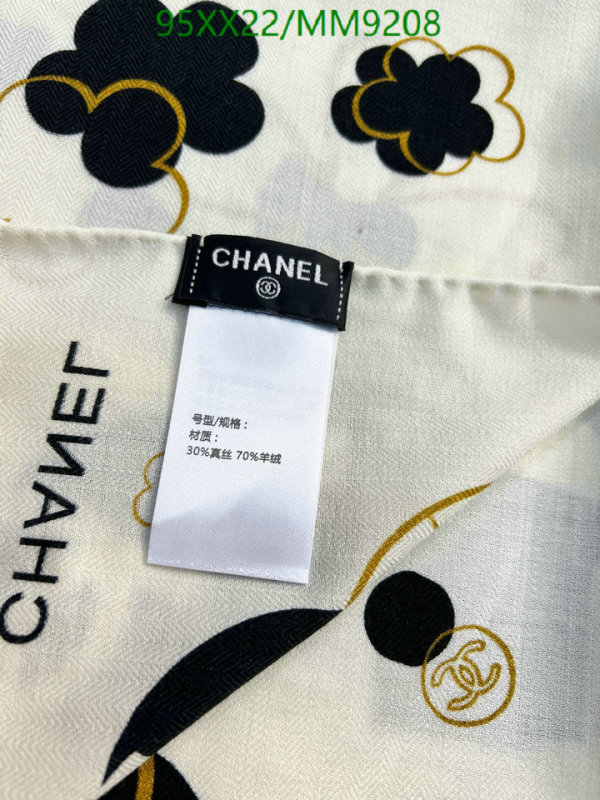 95XX22/MM9208
CHANEL
号型/规格：
材质：
30%真丝 70%羊绒
CHANEL